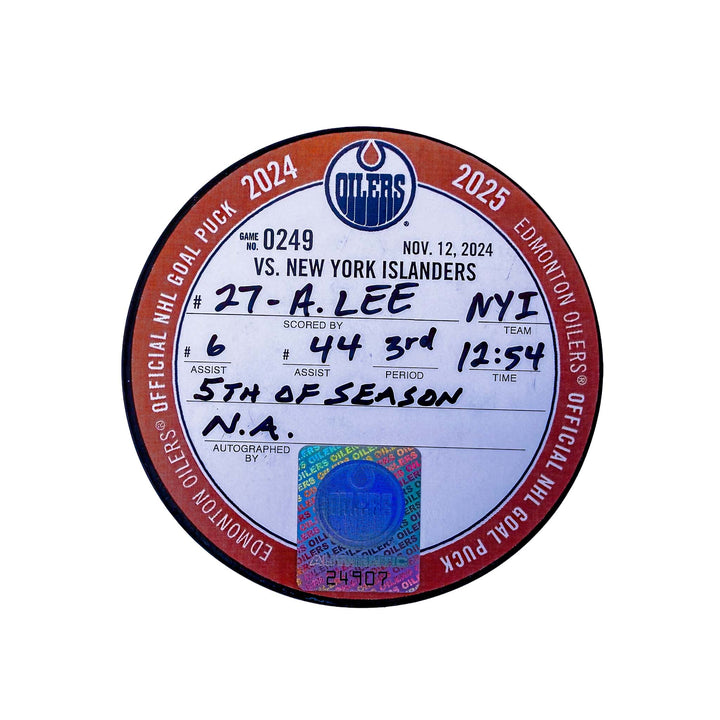 2024 2025
OFFICIAL NHL GOAL PUCK
EDMONTON OILERS®
EDMONTON OILERS®
OFFICIAL NHL GOAL PUCK
OILERS
®
GAME NO. 0249
NOV. 12, 2024
VS. NEW YORK ISLANDERS
# 27-A. LEE NYI
SCORED BY TEAM
# 6 # 44 3rd 12:54
ASSIST ASSIST PERIOD TIME
5TH OF SEASON
N.A.
AUTOGRAPHED BY
OILERS
24907